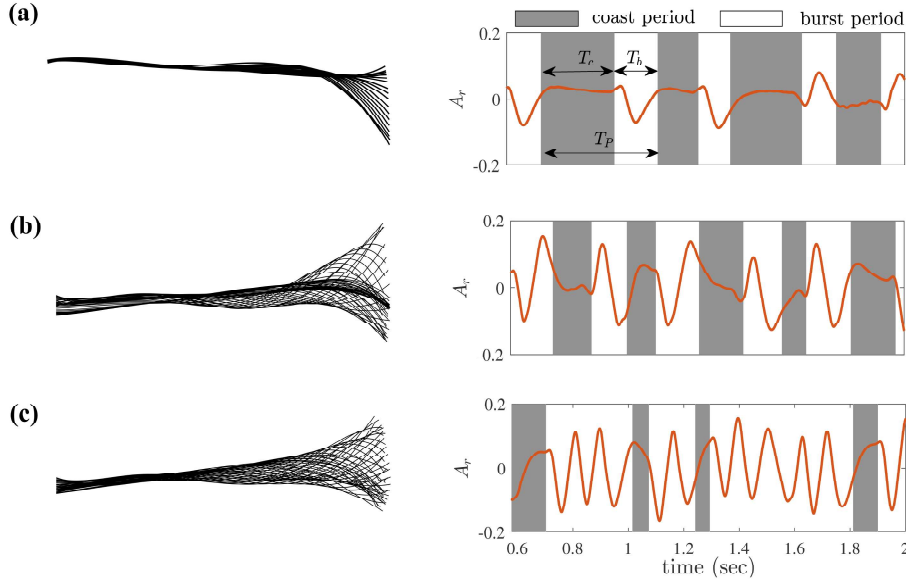 (a)
coast period
burst period
0.2
0
-0.2
A_r
T_c
T_b
T_P
(b)
0.2
0
0.2
A_r
(c)
0.2
0
-0.2
A_r
0.6 0.8 1 1.2 1.4 1.6 1.8 2
time (sec)